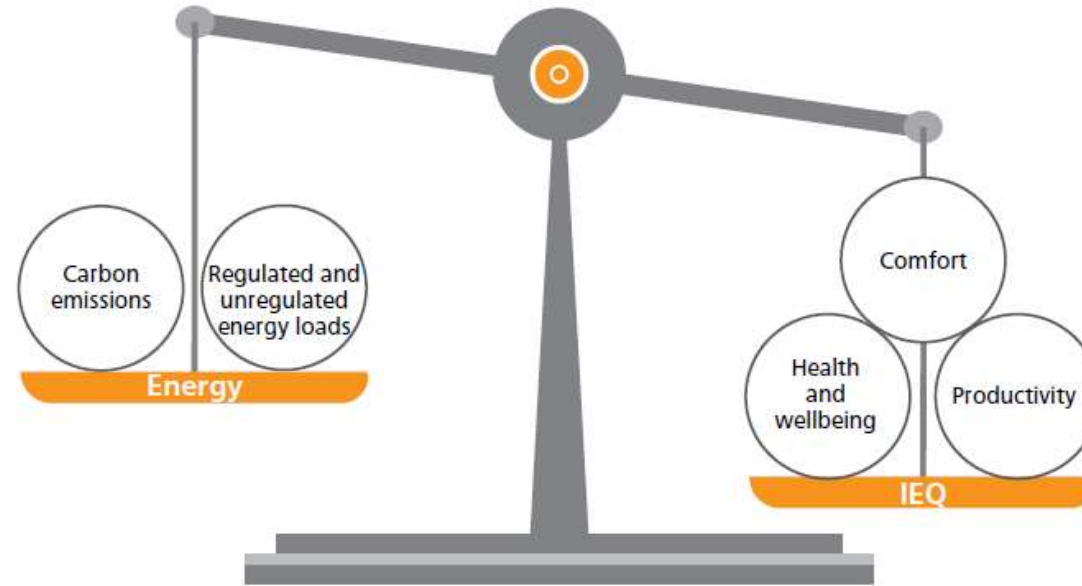 Carbon
emissions
Regulated and
unregulated
energy loads
Energy
Comfort
Health
and
wellbeing
Productivity
IEQ